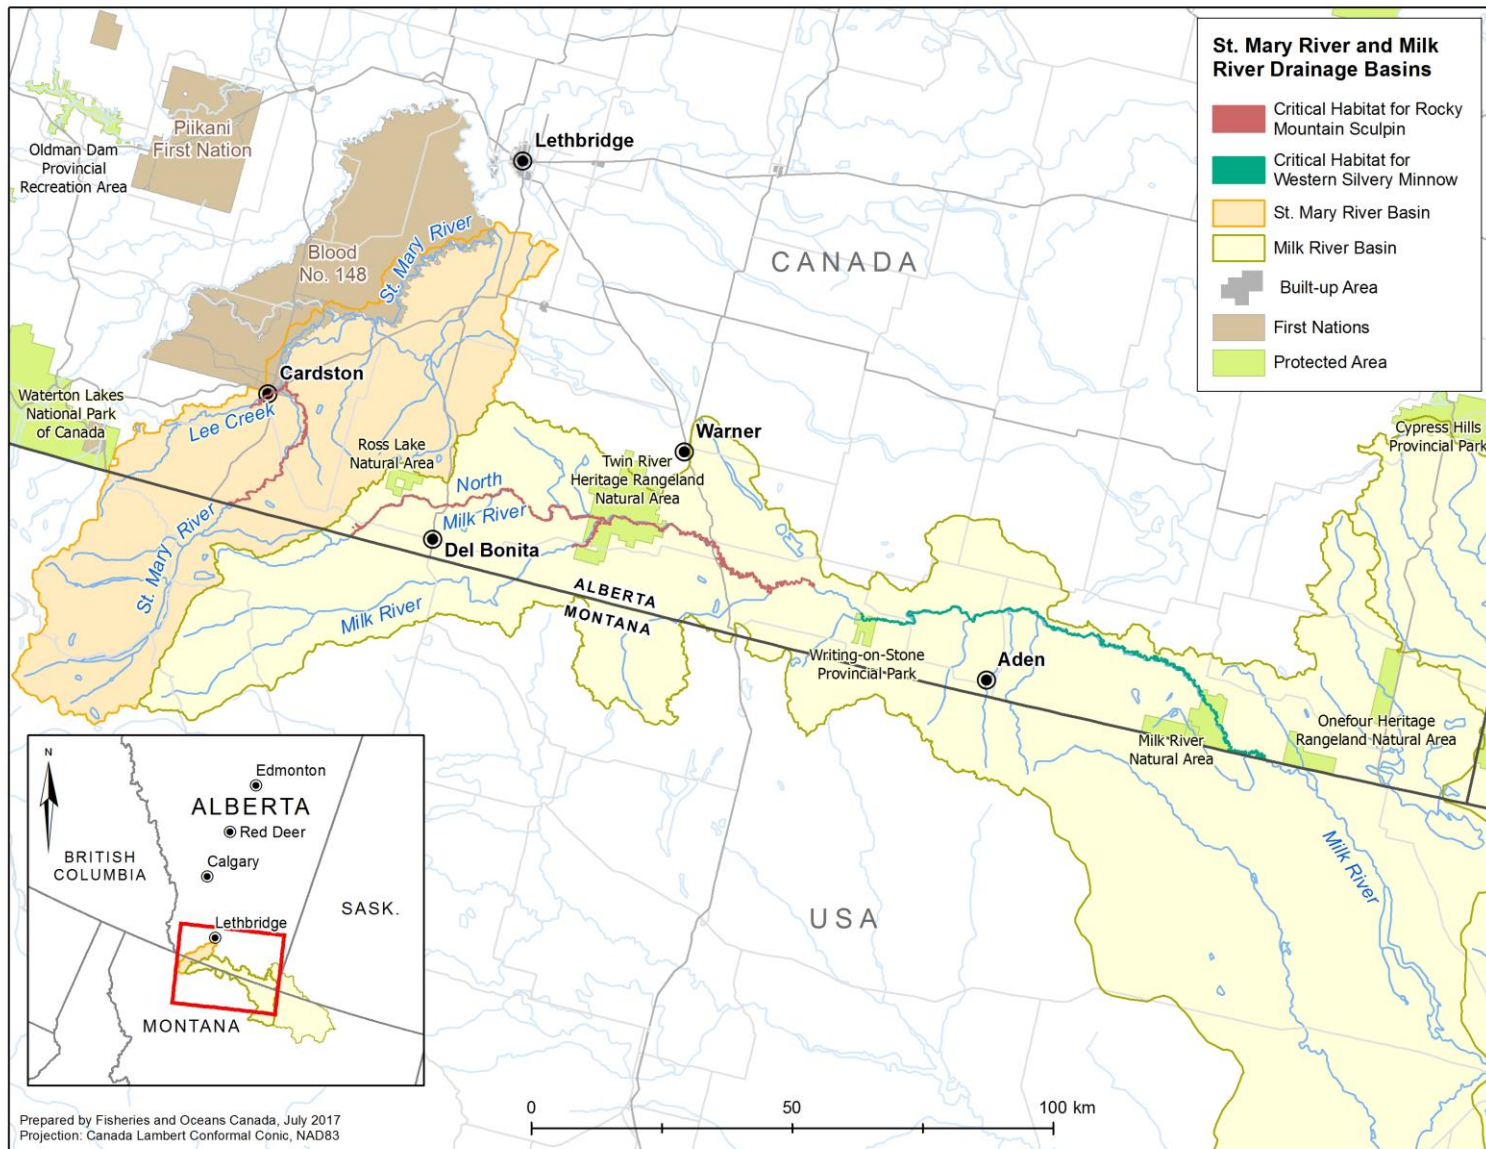 St. Mary River and Milk
River Drainage Basins
Critical Habitat for Rocky
Mountain Sculpin
Critical Habitat for
Western Silvery Minnow
St. Mary River Basin
Milk River Basin
Built-up Area
First Nations
Protected Area
Piikani
First Nation
Oldman Dam
Provincial
Recreation Area
Lethbridge
Blood
No. 148
St. Mary River
CANADA
Cardston
Waterton Lakes
National Park
of Canada
Lee Creek
Ross Lake
Natural Area
Warner
Twin River
Heritage Rangeland
Natural Area
Cypress Hills
Provincial Park
North
Milk River
Del Bonita
St. Mary River
Milk River
ALBERTA
MONTANA
Writing-on-Stone
Provincial Park
Aden
Milk River
Natural Area
Onefour Heritage
Rangeland Natural Area
Milk River
USA
N
Edmonton
ALBERTA
Red Deer
BRITISH
COLUMBIA
Calgary
SASK.
Lethbridge
MONTANA
Prepared by Fisheries and Oceans Canada, July 2017
Projection: Canada Lambert Conformal Conic, NAD83
0 50 100 km